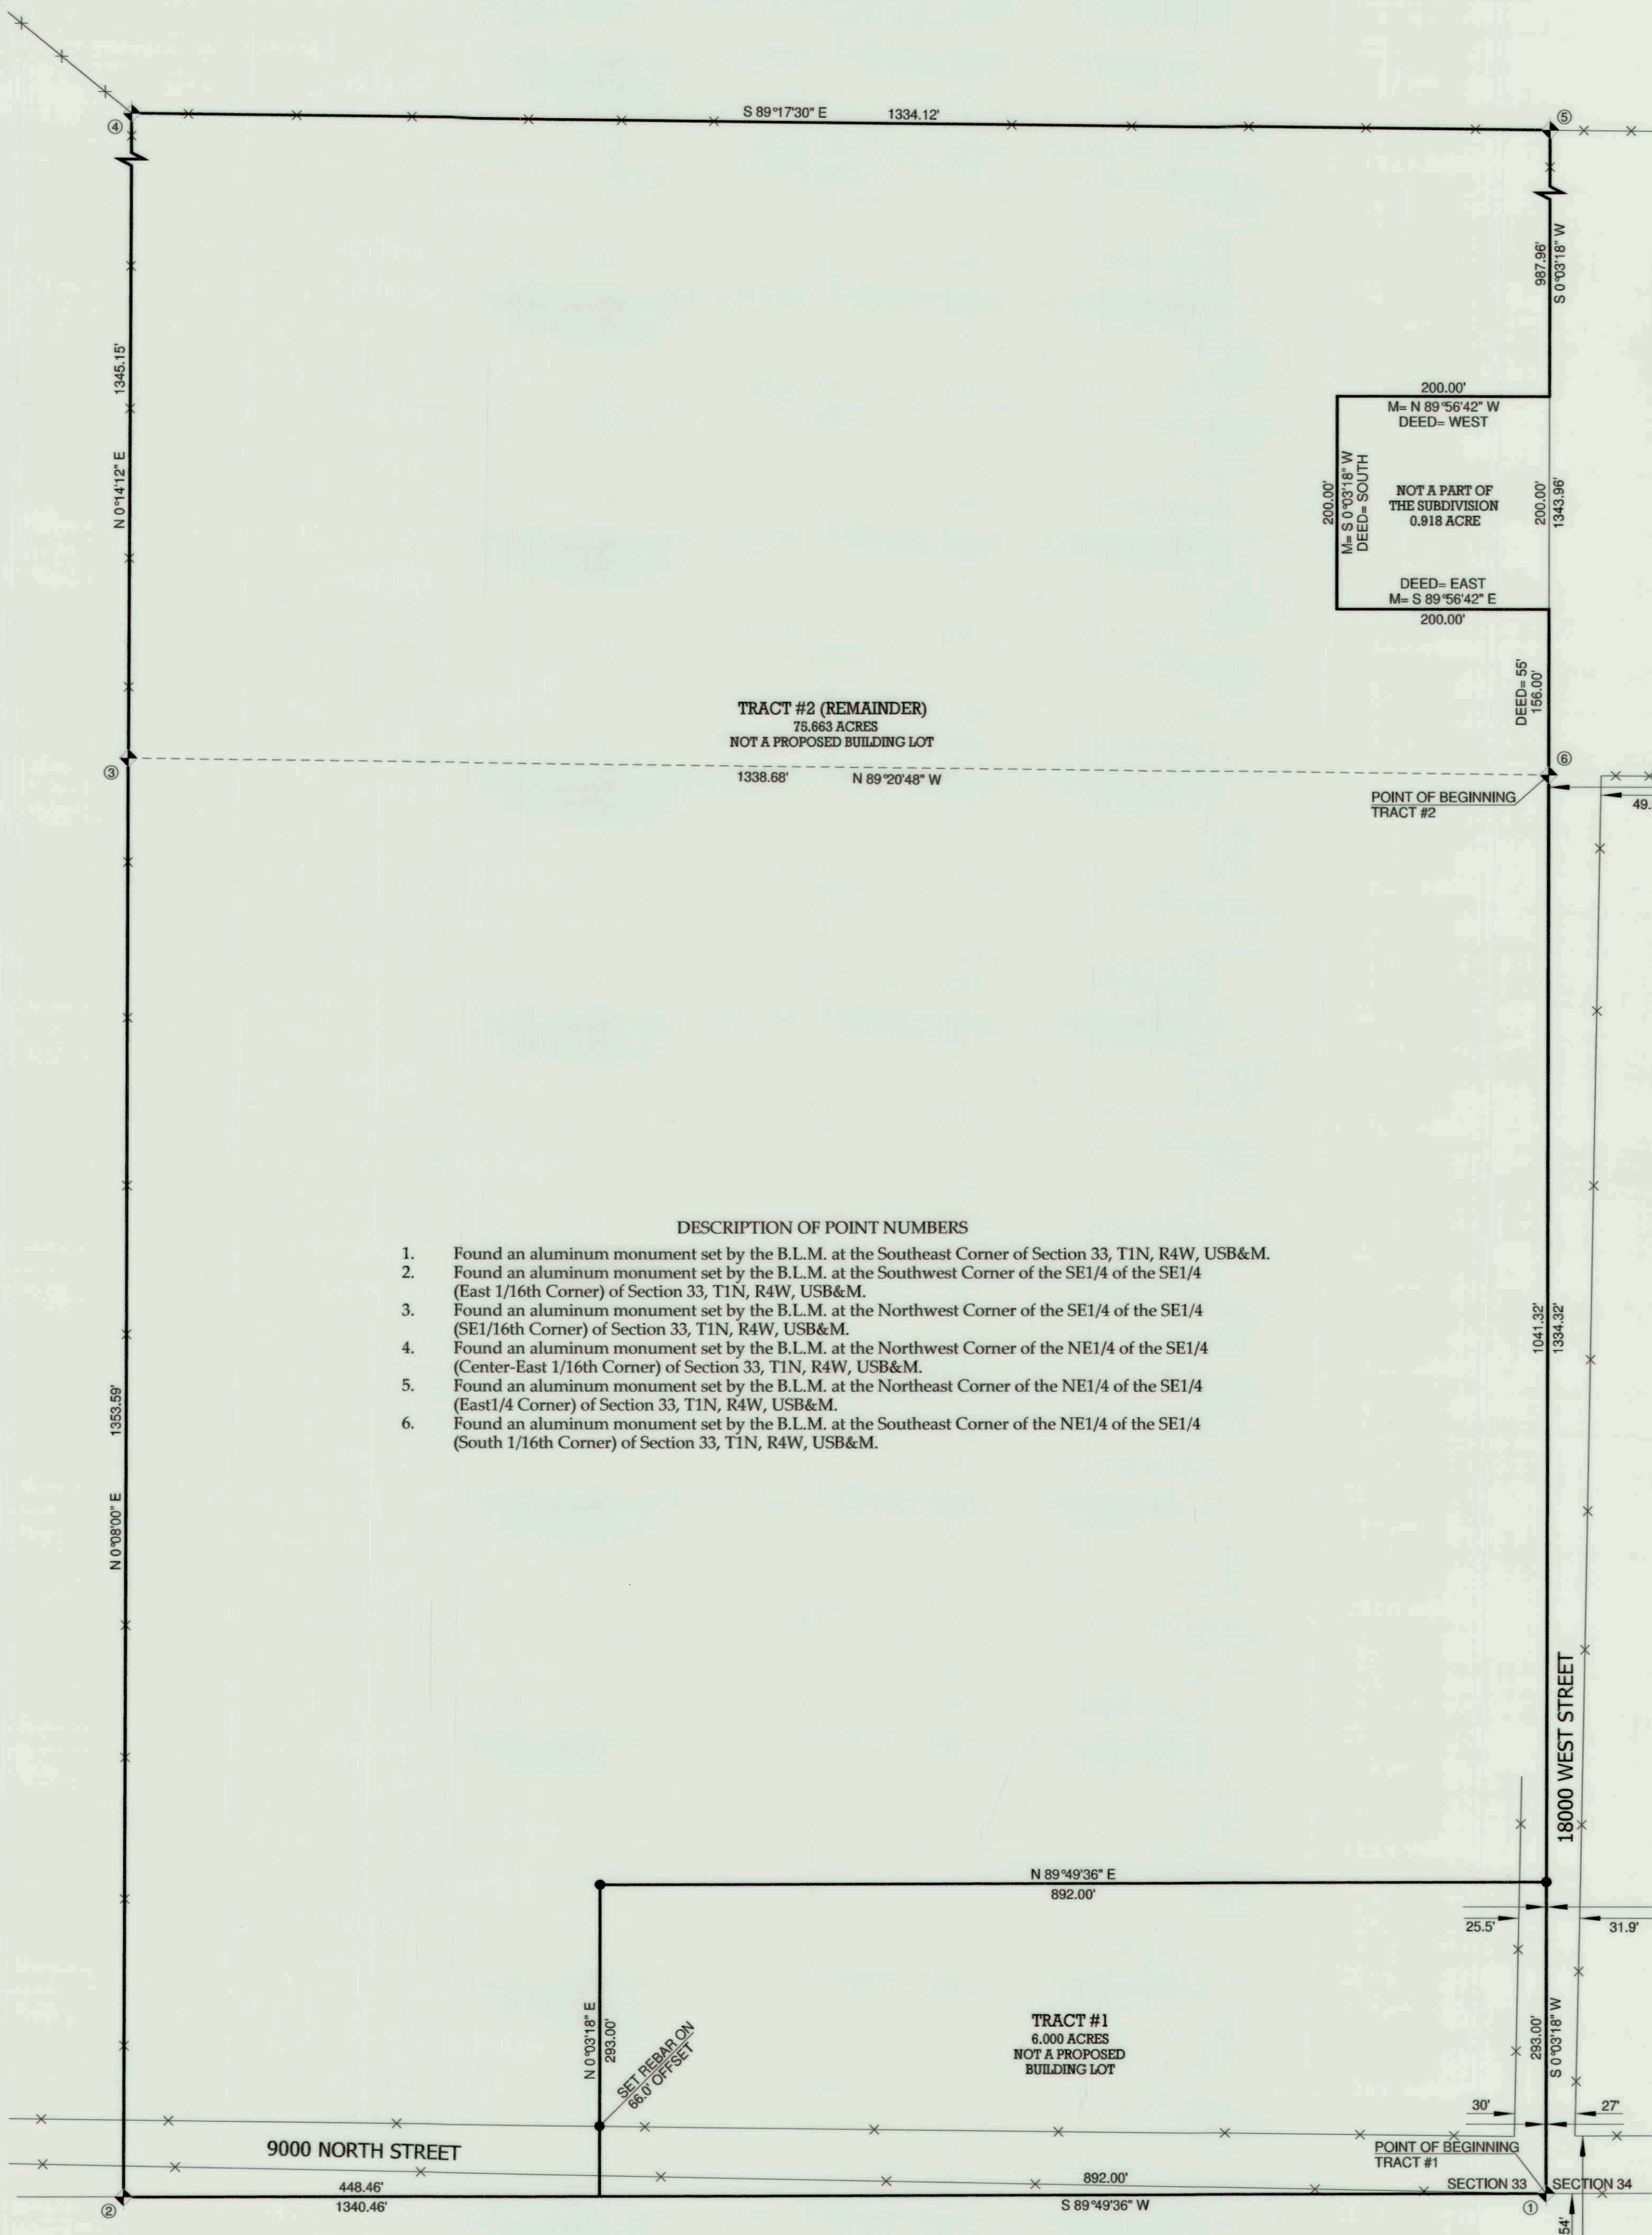 S 89°17'30" E 1334.12'
④
⑤
987.96'
S 0°03'18" W
1345.15'
N 0°14'12" E
200.00'
M= N 89°56'42" W
DEED= WEST
200.00'
M= S 0°03'18" W
DEED= SOUTH
NOT A PART OF
THE SUBDIVISION
0.918 ACRE
200.00'
1343.96'
DEED= EAST
M= S 89°56'42" E
200.00'
DEED= 55'
156.00'
TRACT #2 (REMAINDER)
75.663 ACRES
NOT A PROPOSED BUILDING LOT
③
1338.68' N 89°20'48" W
⑥
POINT OF BEGINNING
TRACT #2
49.
DESCRIPTION OF POINT NUMBERS
1. Found an aluminum monument set by the B.L.M. at the Southeast Corner of Section 33, T1N, R4W, USB&M.
2. Found an aluminum monument set by the B.L.M. at the Southwest Corner of the SE1/4 of the SE1/4
(East 1/16th Corner) of Section 33, T1N, R4W, USB&M.
3. Found an aluminum monument set by the B.L.M. at the Northwest Corner of the SE1/4 of the SE1/4
(SE1/16th Corner) of Section 33, T1N, R4W, USB&M.
4. Found an aluminum monument set by the B.L.M. at the Northwest Corner of the NE1/4 of the SE1/4
(Center-East 1/16th Corner) of Section 33, T1N, R4W, USB&M.
5. Found an aluminum monument set by the B.L.M. at the Northeast Corner of the NE1/4 of the SE1/4
(East1/4 Corner) of Section 33, T1N, R4W, USB&M.
6. Found an aluminum monument set by the B.L.M. at the Southeast Corner of the NE1/4 of the SE1/4
(South 1/16th Corner) of Section 33, T1N, R4W, USB&M.
1041.32'
1334.32'
1353.59'
N 0°08'00" E
18000 WEST STREET
N 89°49'36" E
892.00'
25.5'
31.9'
N 0°03'18" E
293.00'
SET REBAR ON
66.0' OFFSET
TRACT #1
6.000 ACRES
NOT A PROPOSED
BUILDING LOT
293.00'
S 0°03'18" W
30'
27'
9000 NORTH STREET
POINT OF BEGINNING
TRACT #1
448.46'
892.00'
SECTION 33
SECTION 34
②
1340.46'
S 89°49'36" W
①
54'